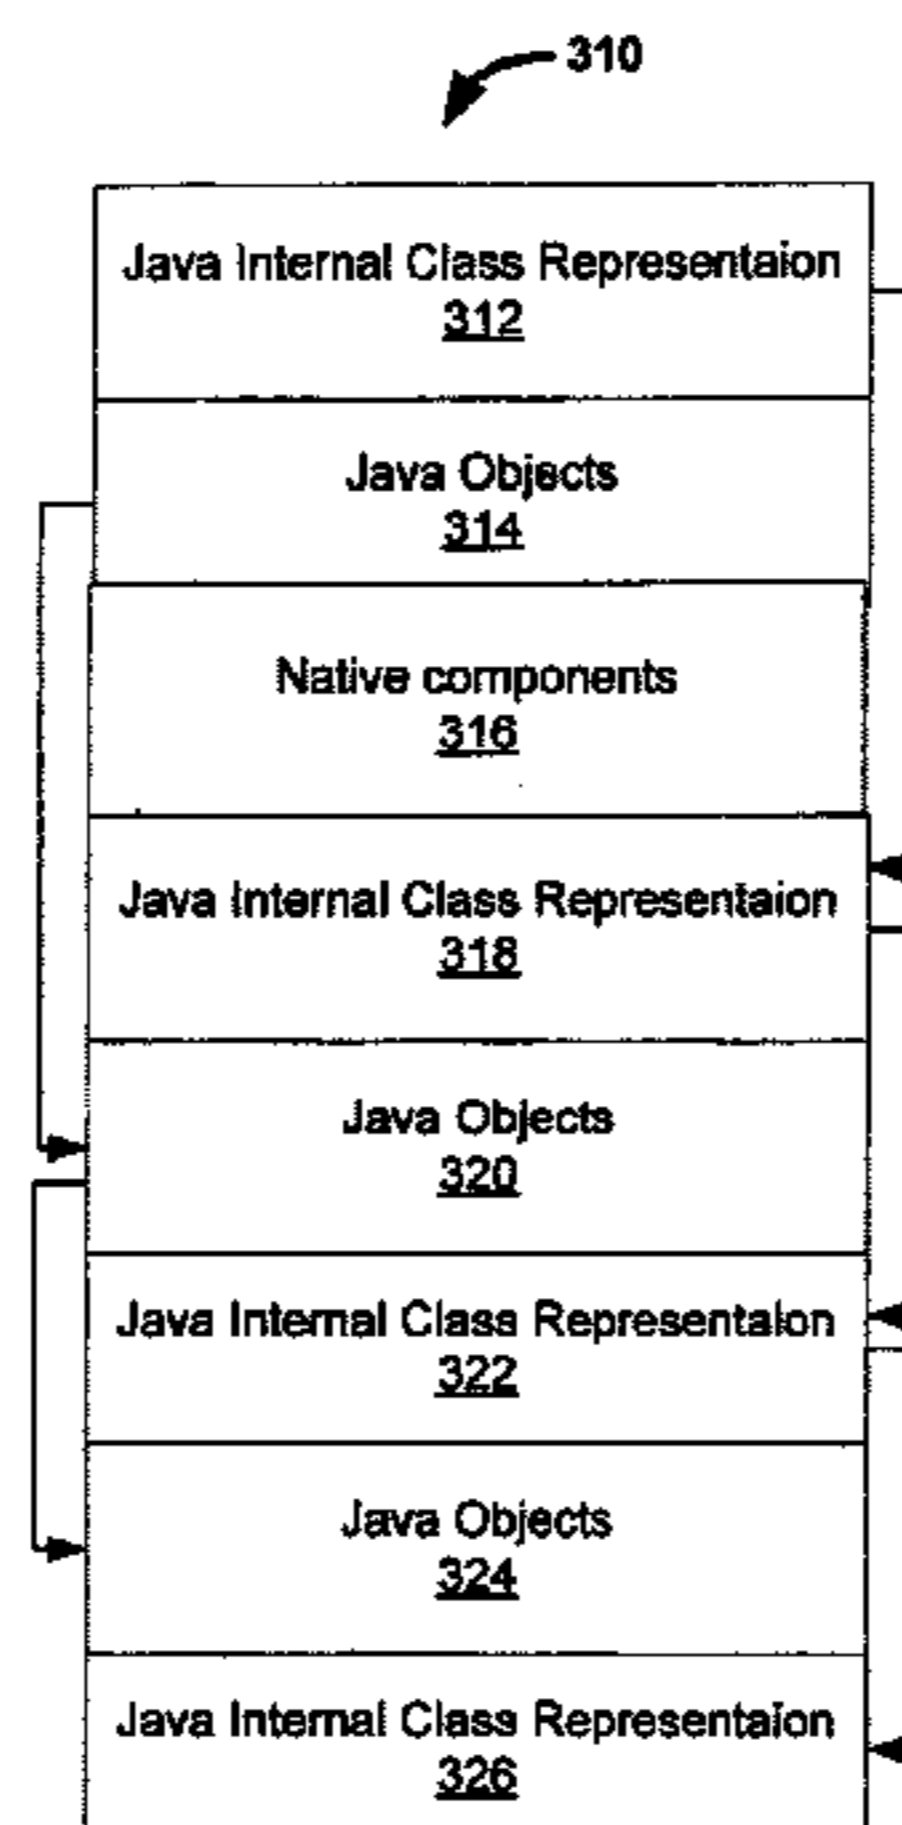 310
Java Internal Class Representaion
312
Java Objects
314
Native components
316
Java Internal Class Representaion
318
Java Objects
320
Java Internal Class Representaion
322
Java Objects
324
Java Internal Class Representaion
326